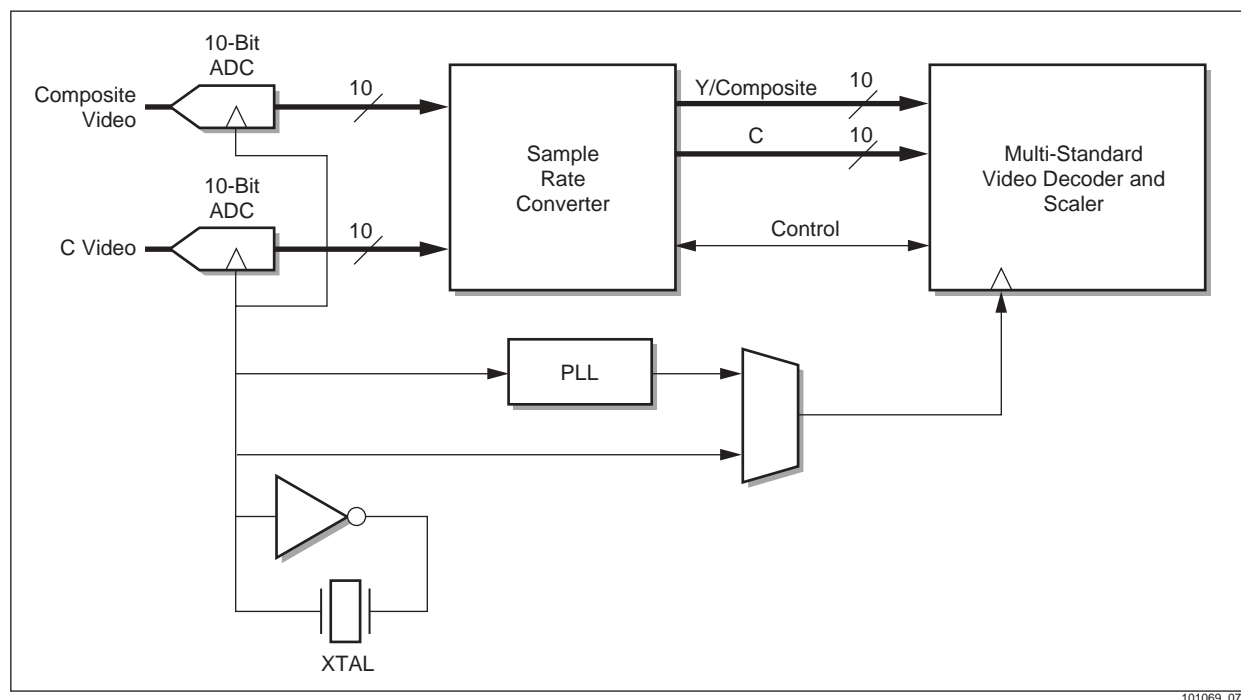 10-Bit
ADC
Composite
Video
10
Y/Composite
10
C
10
Sample
Rate
Converter
Multi-Standard
Video Decoder and
Scaler
10-Bit
ADC
C Video
10
Control
PLL
XTAL
101069_07